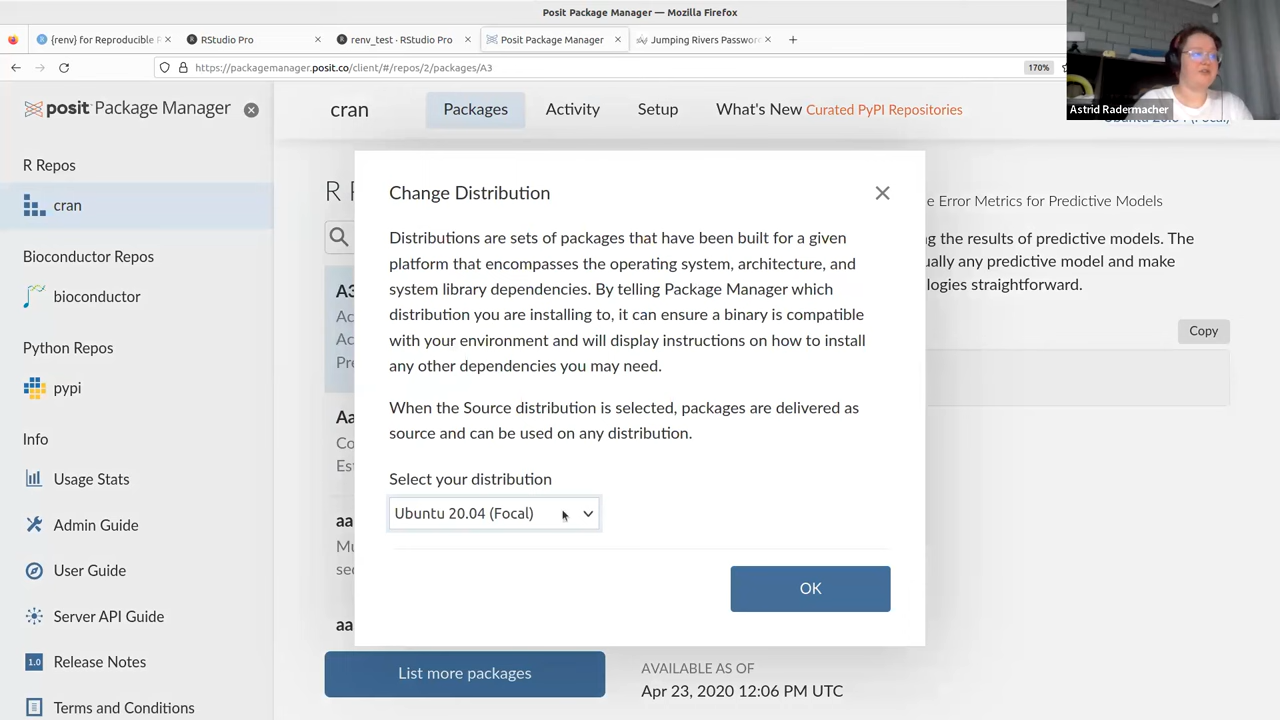 Posit Package Manager — Mozilla Firefox
{renv} for Reproducible
RStudio Pro
renv_test · RStudio Pro
Posit Package Manager
Jumping Rivers Passwor
https://packagemanager.posit.co/client/#/repos/2/packages/A3
170%
Astrid Radermacher
posit Package Manager
cran
Packages
Activity
Setup
What's New Curated PyPI Repositories
R Repos
cran
Bioconductor Repos
bioconductor
Python Repos
pypi
Info
Usage Stats
Admin Guide
User Guide
Server API Guide
1.0 Release Notes
Terms and Conditions
A3
Change Distribution
Distributions are sets of packages that have been built for a given
platform that encompasses the operating system, architecture, and
system library dependencies. By telling Package Manager which
distribution you are installing to, it can ensure a binary is compatible
with your environment and will display instructions on how to install
any other dependencies you may need.
When the Source distribution is selected, packages are delivered as
source and can be used on any distribution.
Select your distribution
Ubuntu 20.04 (Focal)
OK
Error Metrics for Predictive Models
the results of predictive models. The
any predictive model and make
straightforward.
Copy
List more packages
AVAILABLE AS OF
Apr 23, 2020 12:06 PM UTC